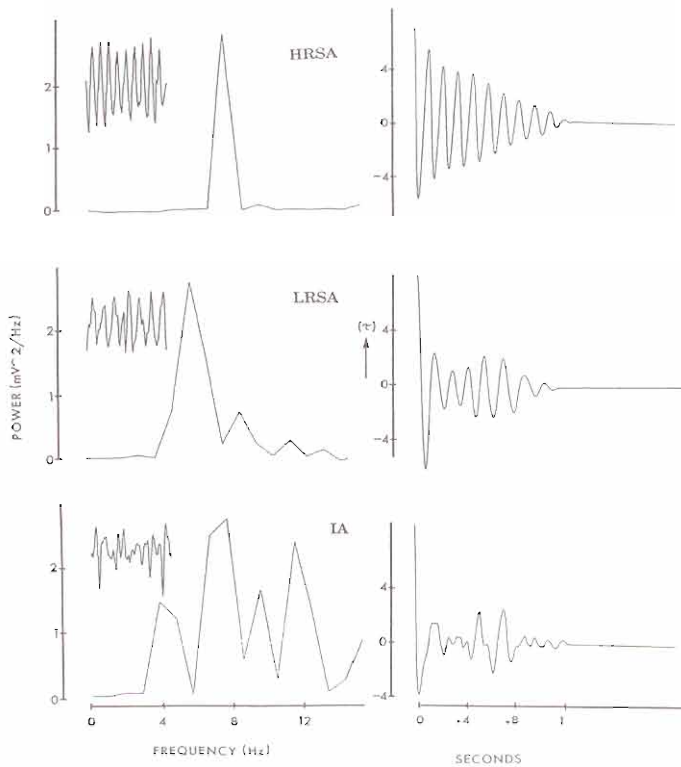 HRSA
2
1
0
4
0
-4
LRSA
POWER (mV^2/Hz)
2
1
0
(τ)
4
0
-4
IA
2
1
0
4
0
-4
0 4 8 12
FREQUENCY (Hz)
0 .4 .8 1
SECONDS